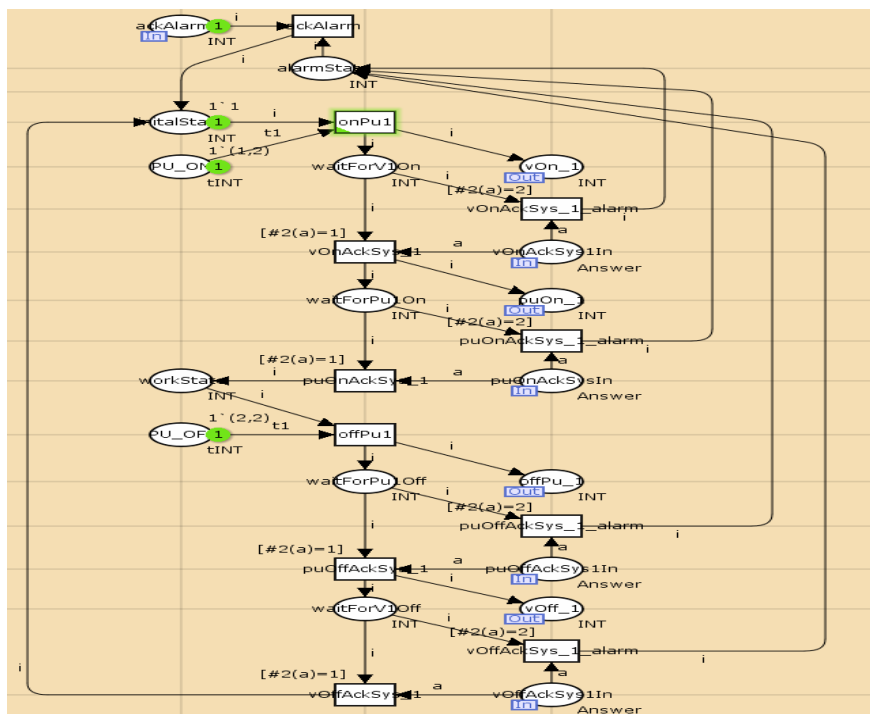 ackAlarm 1 i ckAlarm
In
INT
i
i
alarmState
INT
1`1
i
italSta 1 onPu1
INT
t1
i
1`(1,2)
PU_ON 1
tINT
i
waitForV1On
vOn_1
Out
INT
i
[#2(a)=2]
vOnAckSys_1_alarm
i
i
[#2(a)=1]
a
vOnAckSys_1
a
vOnAckSys1In
In
Answer
i
i
waitForPu1On
puOn_1
INT
Out
INT
i
[#2(a)=2]
puOnAckSys_1_alarm
i
i
[#2(a)=1]
a
workState
i
puOnAckSys_1
a
puOnAckSysIn
INT
In
Answer
i
1`(2,2)
PU_OF 1
t1
offPu1
tINT
i
i
waitForPu1Off
offPu_1
INT
Out
INT
i
[#2(a)=2]
puOffAckSys_1_alarm
i
i
[#2(a)=1]
a
puOffAckSys_1
a
puOffAckSys1In
In
Answer
i
i
waitForV1Off
vOff_1
INT
Out
INT
i
[#2(a)=2]
vOffAckSys_1_alarm
i
i
[#2(a)=1]
a
i
vOffAckSys_1
a
vOffAckSys1In
In
Answer